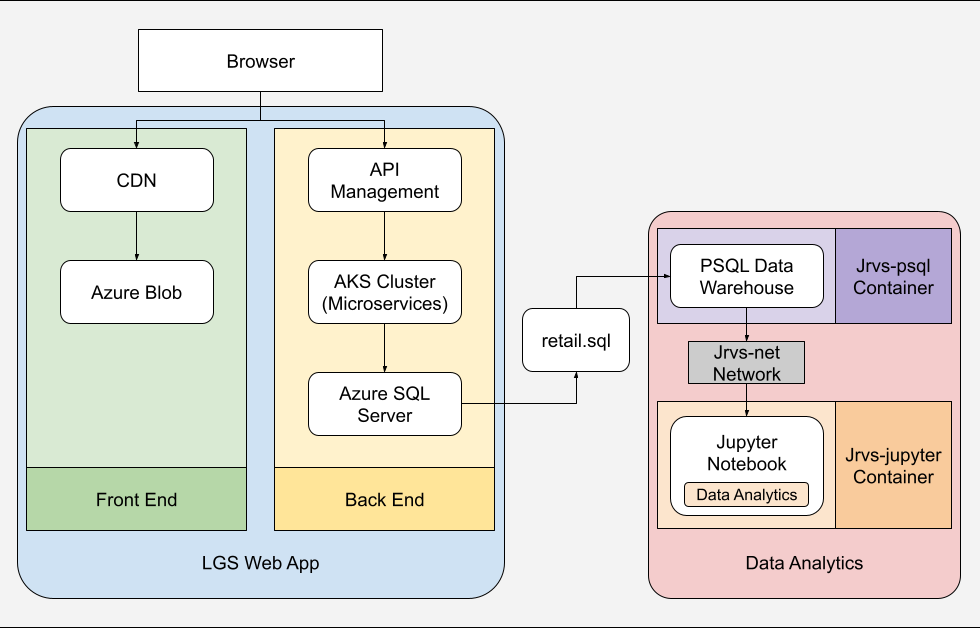 Browser
CDN
Azure Blob
Front End
API
Management
AKS Cluster
(Microservices)
Azure SQL
Server
Back End
LGS Web App
retail.sql
PSQL Data
Warehouse
Jrvs-psql
Container
Jrvs-net
Network
Jupyter
Notebook
Data Analytics
Jrvs-jupyter
Container
Data Analytics